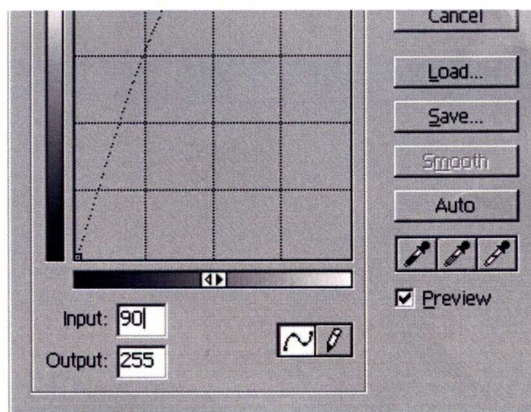 Cancel
Load...
Save...
Smooth
Auto
Preview
Input: 90
Output: 255